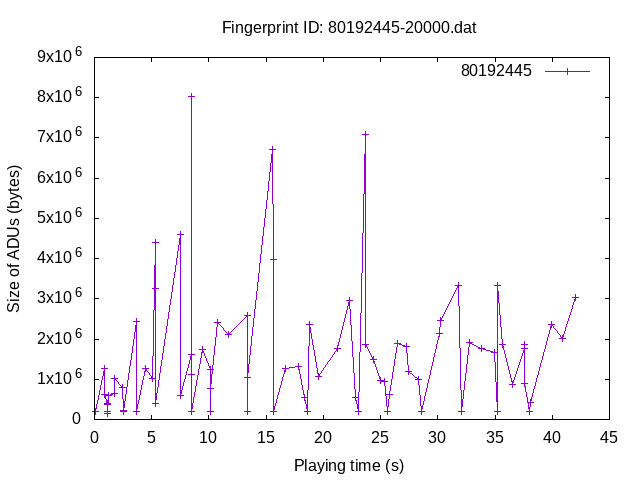 Fingerprint ID: 80192445-20000.dat
80192445
9x10^6
8x10^6
7x10^6
6x10^6
5x10^6
4x10^6
3x10^6
2x10^6
1x10^6
0
0 5 10 15 20 25 30 35 40 45
Size of ADUs (bytes)
Playing time (s)